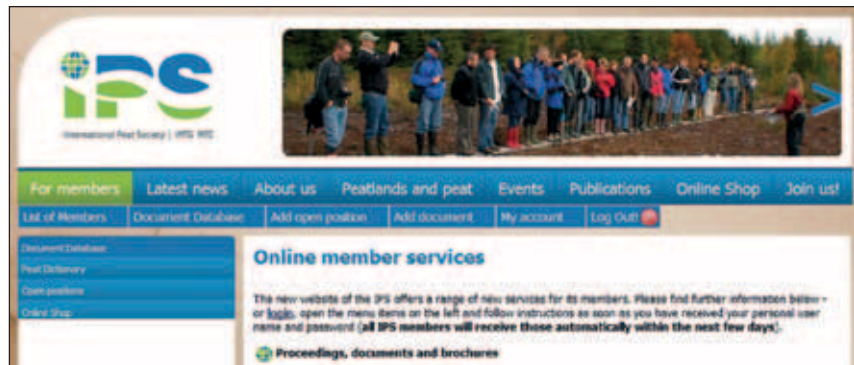 iPS
International Peat Society | IMTG MTC
For members Latest news About us Peatlands and peat Events Publications Online Shop Join us!
List of Members Document Database Add open position Add document My account Log Out!
Document Database
Peat Dictionary
Open positions
Online Shop
Online member services
The new website of the IPS offers a range of new services for its members. Please find further information below -
or login, open the menu items on the left and follow instructions as soon as you have received your personal user
name and password (all IPS members will receive those automatically within the next few days).
Proceedings, documents and brochures